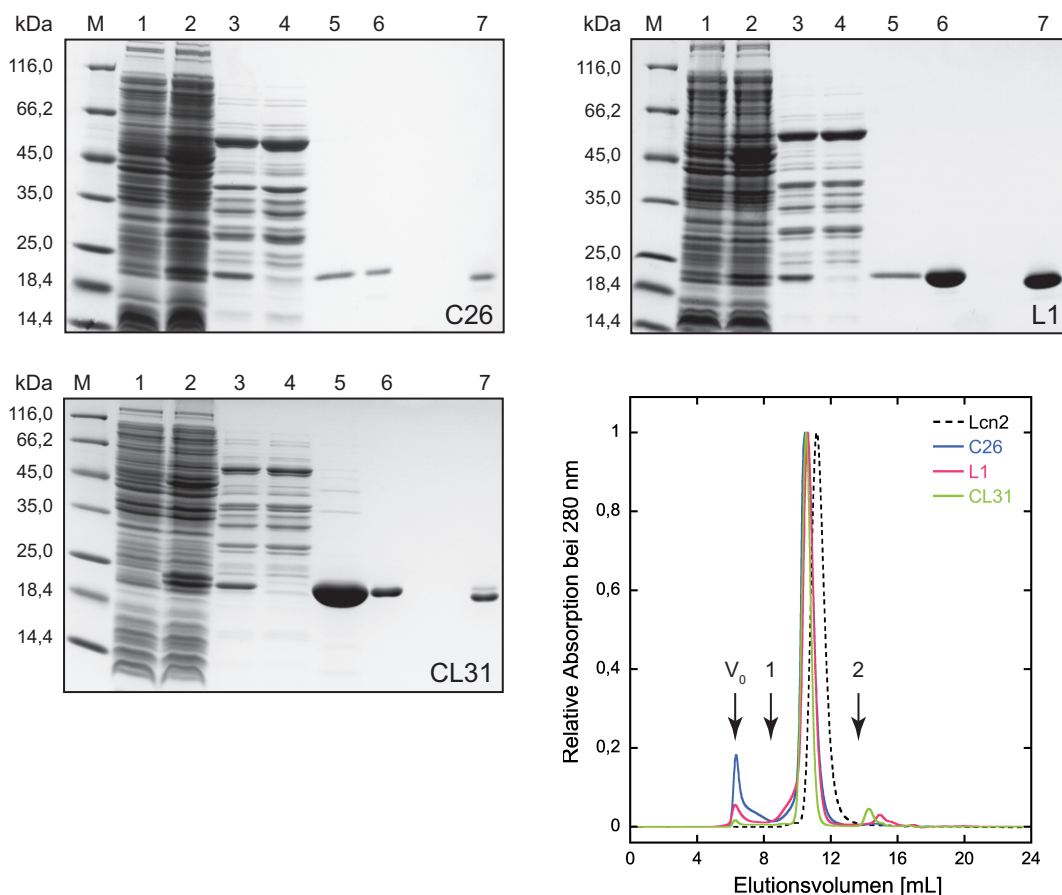 kDa M 1 2 3 4 5 6 7
116,0
66,2
45,0
35,0
25,0
18,4
14,4
C26
kDa M 1 2 3 4 5 6 7
116,0
66,2
45,0
35,0
25,0
18,4
14,4
L1
kDa M 1 2 3 4 5 6 7
116,0
66,2
45,0
35,0
25,0
18,4
14,4
CL31
Relative Absorption bei 280 nm
1
0,8
0,6
0,4
0,2
0
Lcn2
C26
L1
CL31
V0 1 2
0 4 8 12 16 20 24
Elutionsvolumen [mL]